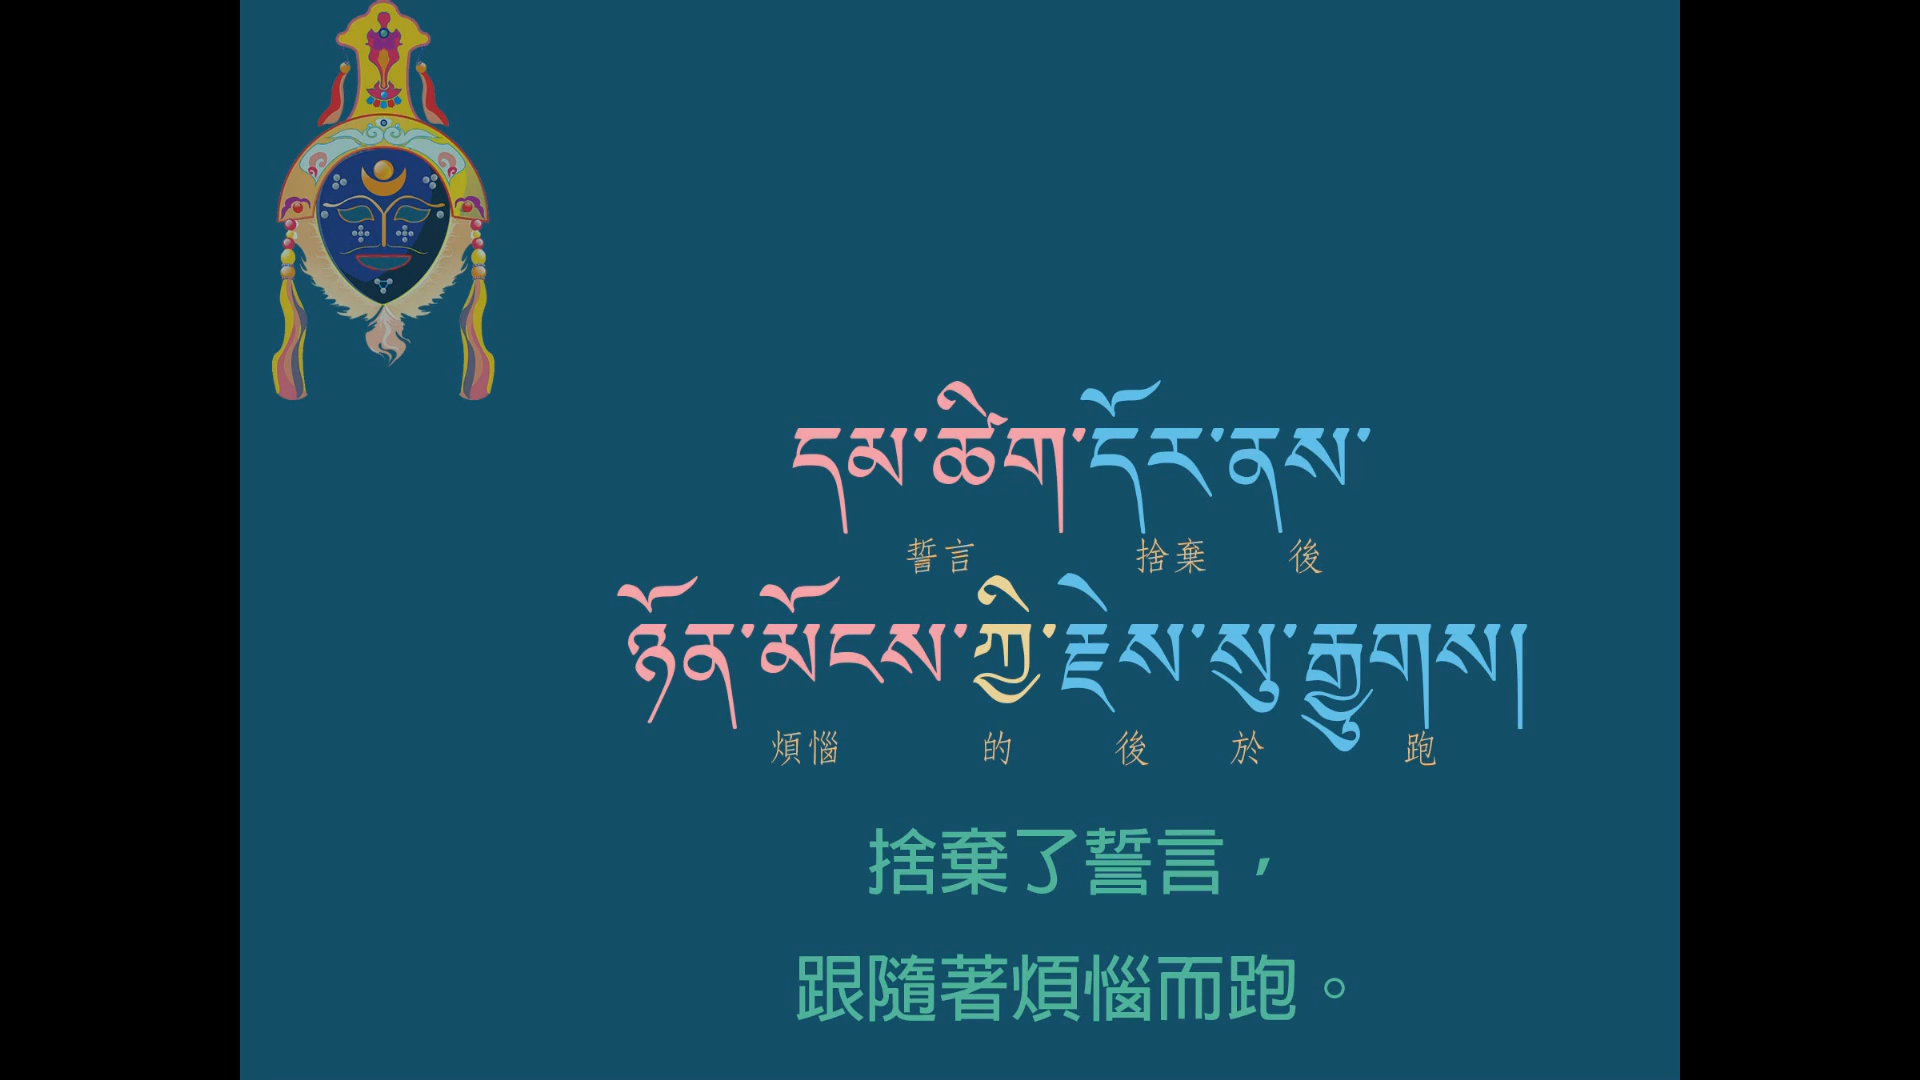 དམ་ཚིག་དོར་ནས་
誓言 捨棄 後
ཉོན་མོངས་ཀྱི་རྗེས་སུ་རྒྱུགས།
煩惱 的 後 於 跑
捨棄了誓言，
跟隨著煩惱而跑。